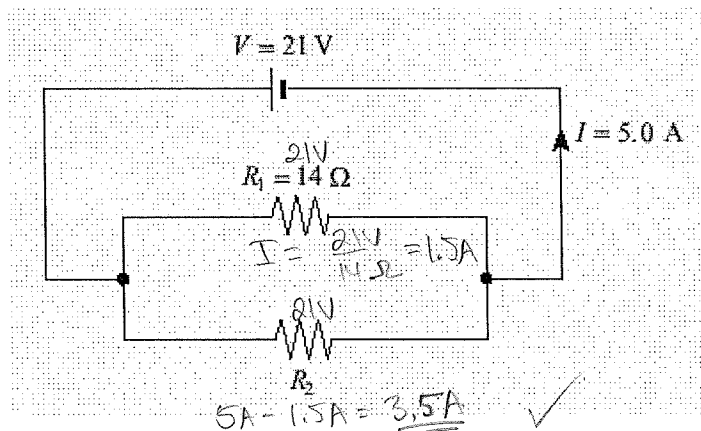 V = 21 V
I = 5.0 A
21V
R₁ = 14 Ω
I = 21V/14 Ω = 1.5A
21V
R₂
5A - 1.5A = 3.5A ✓